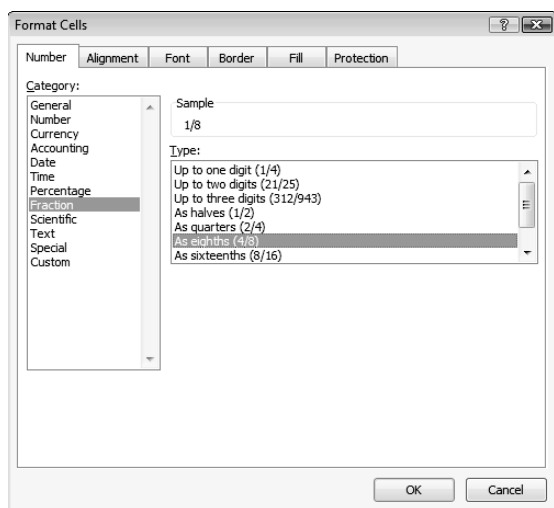 Format Cells
Number Alignment Font Border Fill Protection
Category:
General
Number
Currency
Accounting
Date
Time
Percentage
Fraction
Scientific
Text
Special
Custom
Sample
1/8
Type:
Up to one digit (1/4)
Up to two digits (21/25)
Up to three digits (312/943)
As halves (1/2)
As quarters (2/4)
As eighths (4/8)
As sixteenths (8/16)
OK Cancel